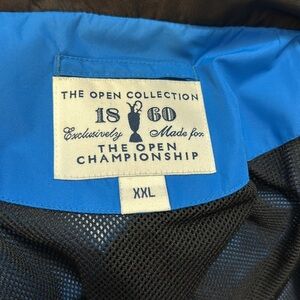 THE OPEN COLLECTION
18 60
Exclusively Made for
THE OPEN
CHAMPIONSHIP
XXL